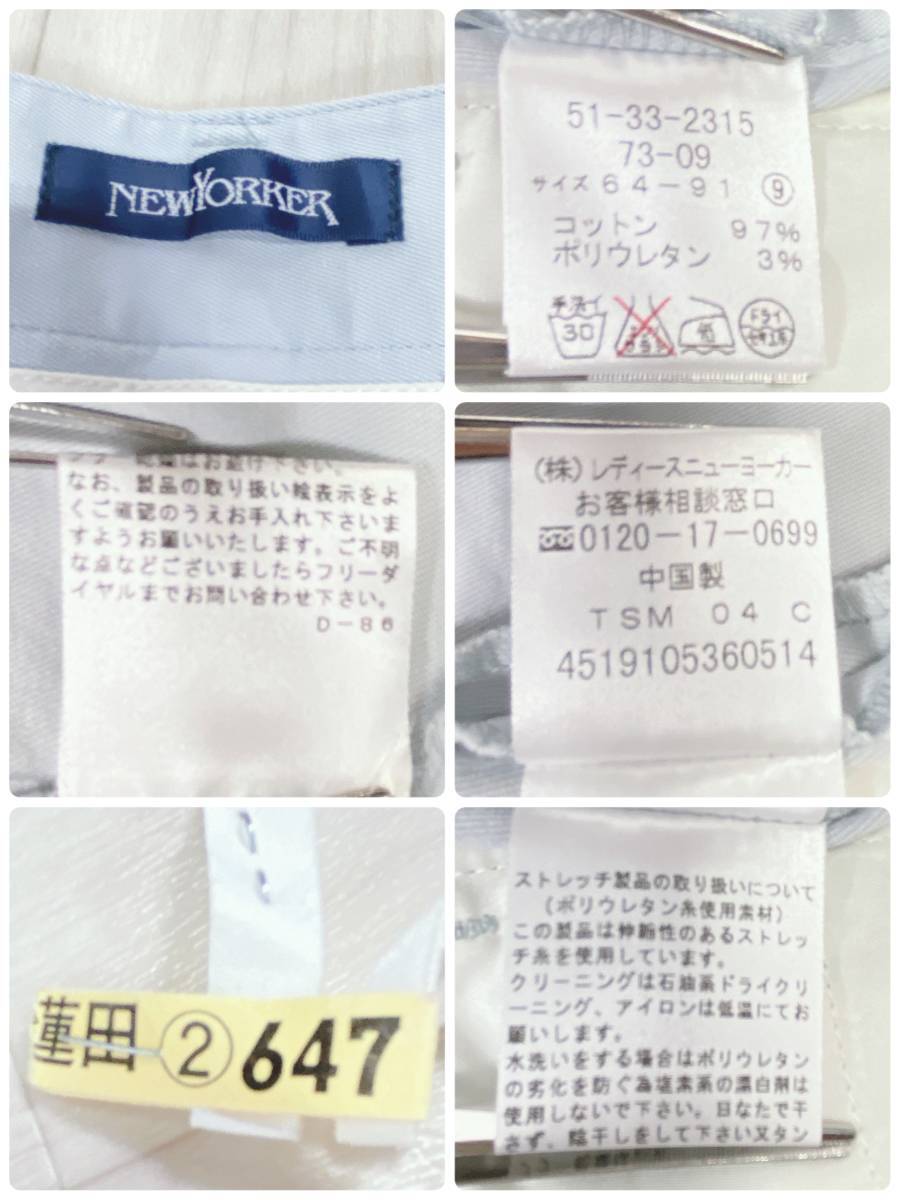 NEWYORKER
51-33-2315
73-09
サイズ 64-91 ⑨
コットン 97%
ポリウレタン 3%
手洗イ
30
ドライ
なお、製品の取り扱い絵表示をよ
くご確認のうえお手入れ下さいま
すようお願いいたします。ご不明
な点などございましたらフリーダ
イヤルまでお問い合わせ下さい。
D-86
(株)レディースニューヨーカー
お客様相談窓口
0120-17-0699
中国製
TSM 04 C
4519105360514
蓮田②647
ストレッチ製品の取り扱いについて
(ポリウレタン糸使用素材)
この製品は伸縮性のあるストレッ
チ糸を使用しています。
クリーニングは石油系ドライクリ
ーニング、アイロンは低温にてお
願いします。
水洗いをする場合はポリウレタン
の劣化を防ぐ為塩素系の漂白剤は
使用しないで下さい。日なたで干
さず、陰干しをして下さい又タン